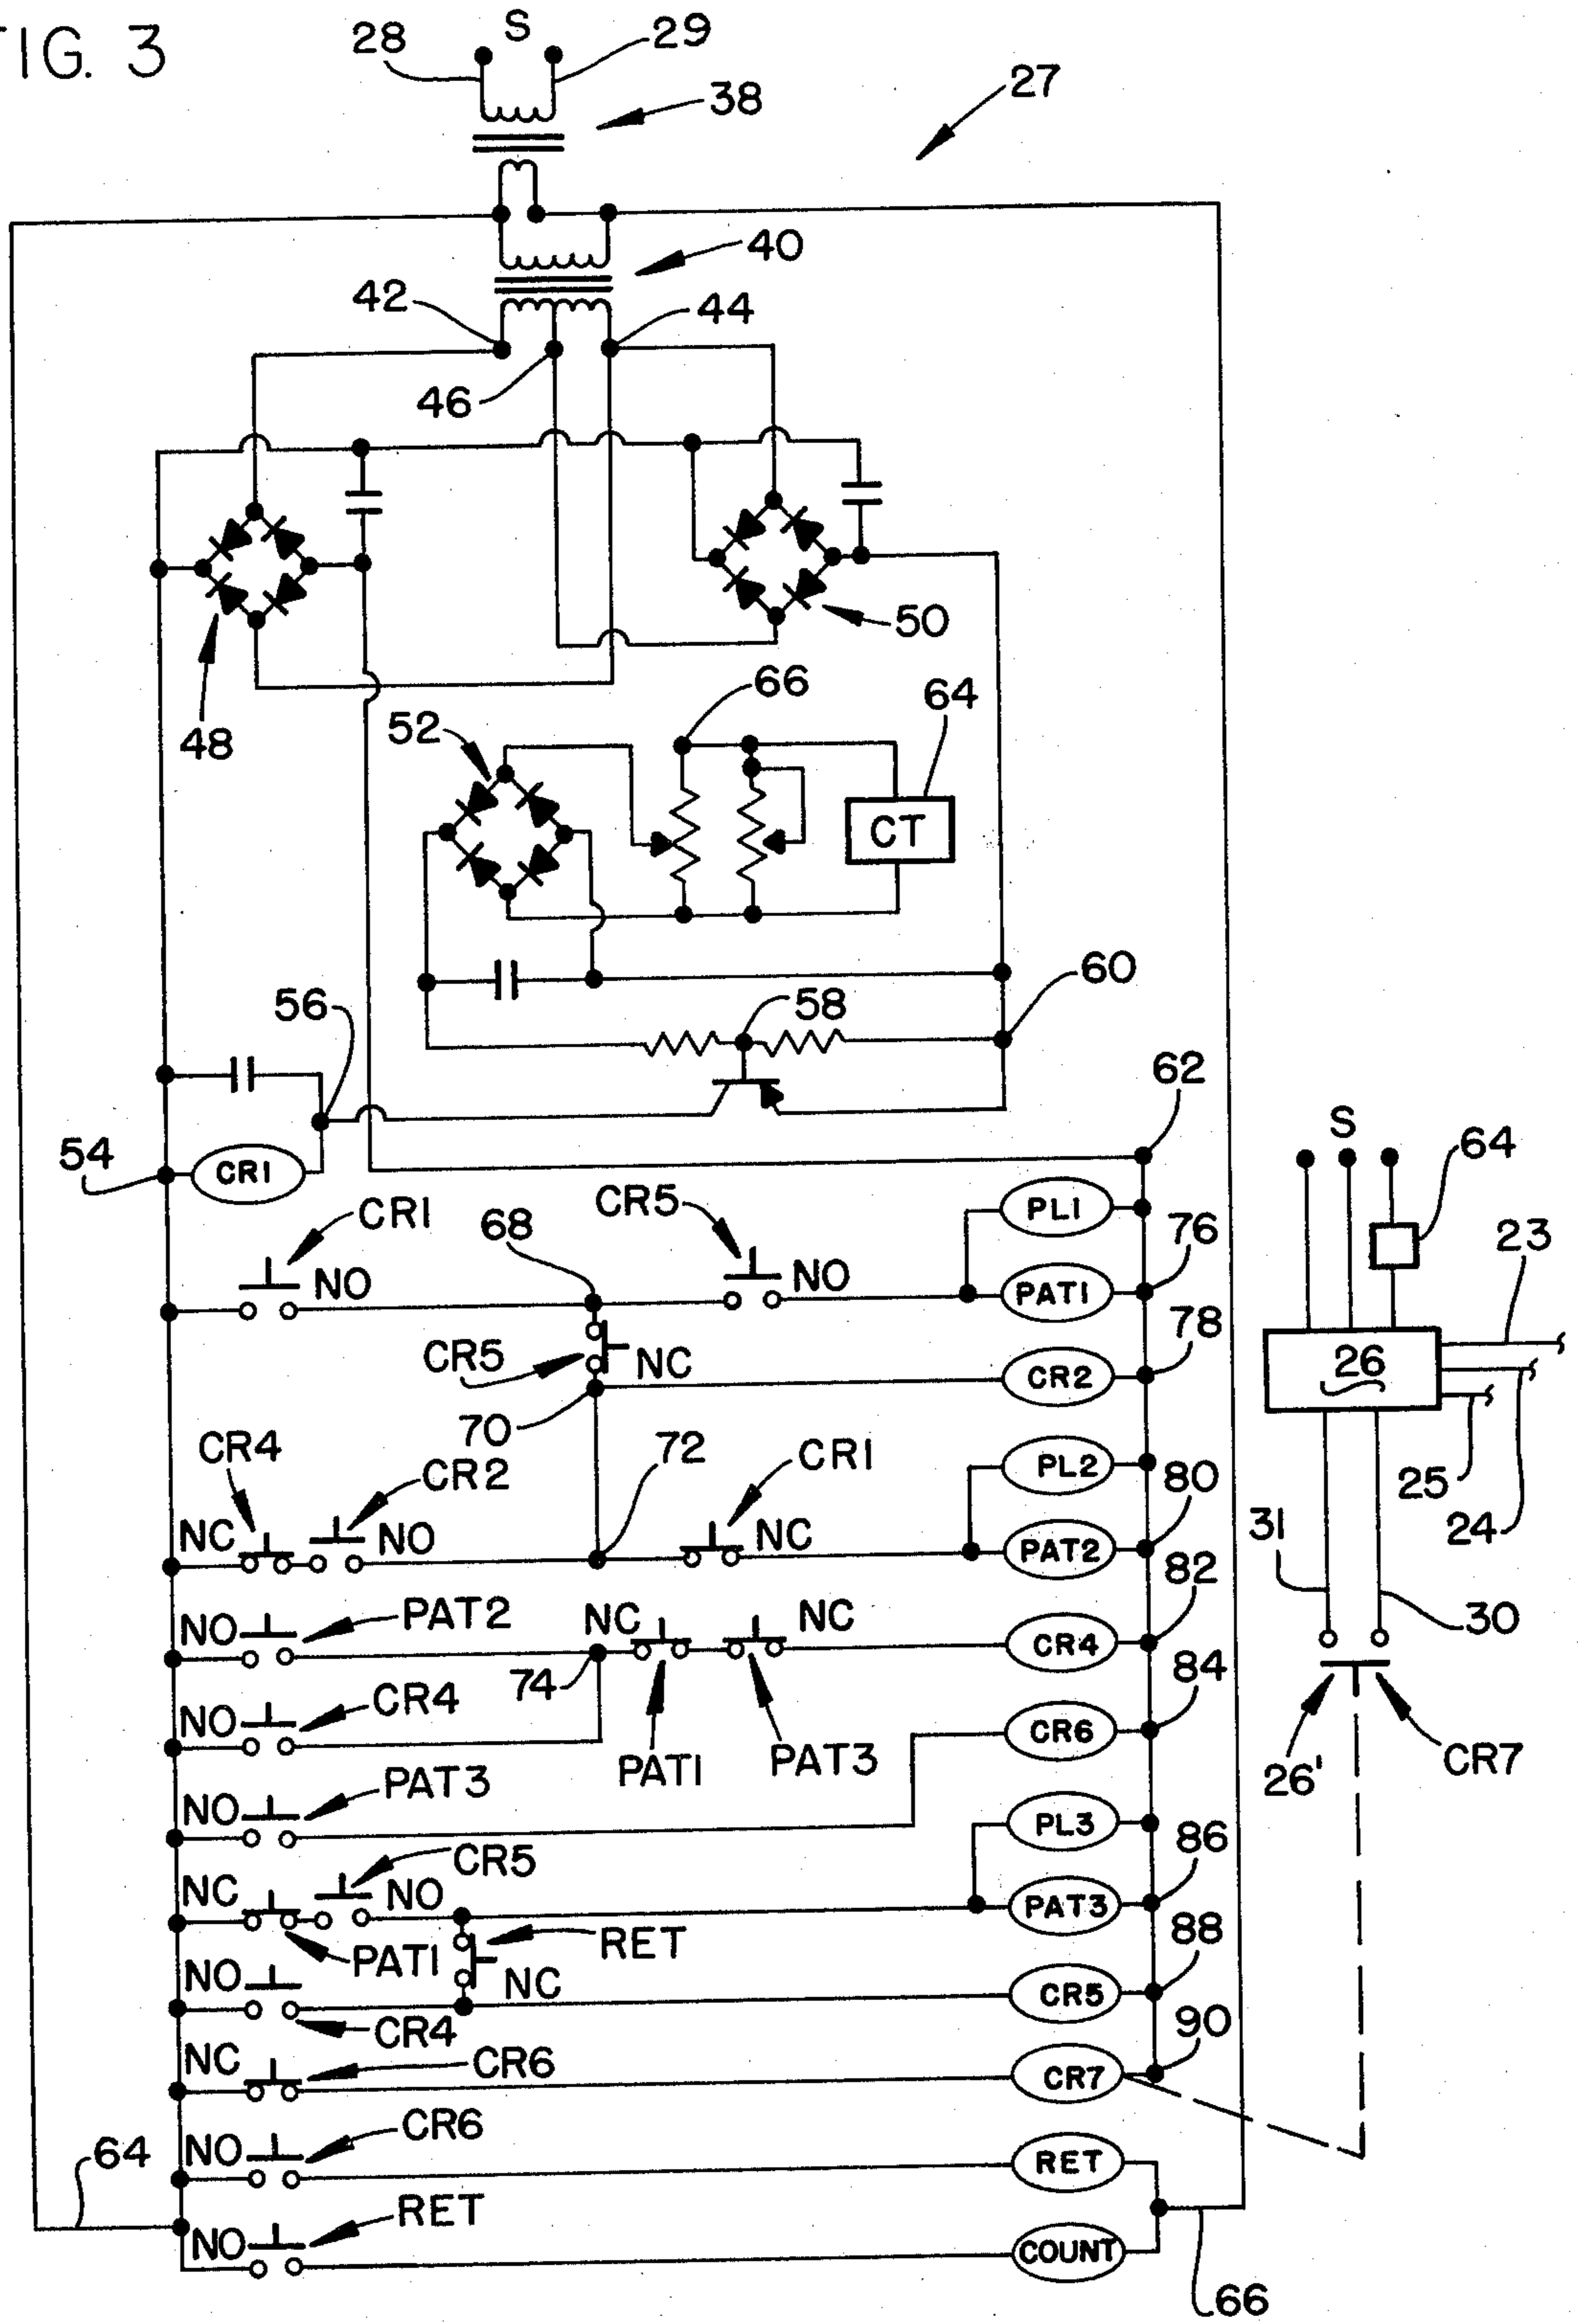 FIG. 3
S
28
29
38
27
40
42
44
46
48
50
52
66
64
CT
56
58
60
62
54
CR1
CR1
NO
68
CR5
NO
PL1
PAT1
76
CR5
NC
CR2
78
70
CR4
NC
CR2
NO
72
CR1
NC
PL2
PAT2
80
NO
PAT2
74
NC
NC
PAT1
PAT3
CR4
82
NO
CR4
CR6
84
NO
PAT3
PL3
NC
PAT1
CR5
NO
PAT3
86
RET
NC
NO
CR4
CR5
88
NC
CR6
CR7
90
64
NO
CR6
RET
NO
RET
COUNT
66
S
64
23
26
25
24
31
30
26'
CR7